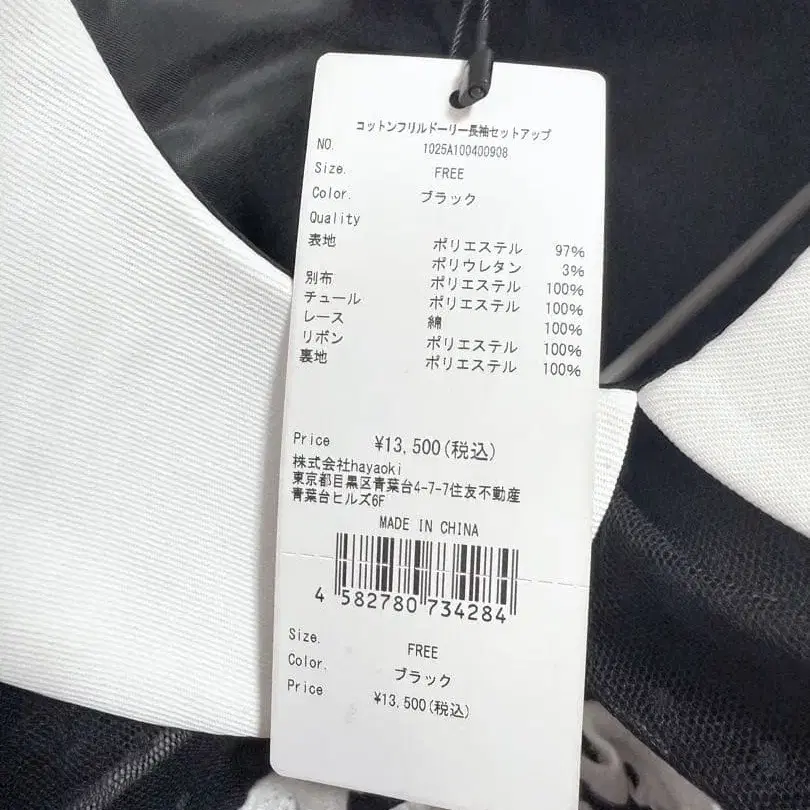 コットンフリルドーリー長袖セットアップ
NO. 1025A100400908
Size. FREE
Color. ブラック
Quality
表地 ポリエステル 97%
ポリウレタン 3%
別布 ポリエステル 100%
チュール ポリエステル 100%
レース 綿 100%
リボン ポリエステル 100%
裏地 ポリエステル 100%
Price ¥13,500(税込)
株式会社hayaoki
東京都目黒区青葉台4-7-7住友不動産
青葉台ヒルズ6F
MADE IN CHINA
4 582780 734284
Size. FREE
Color. ブラック
Price ¥13,500(税込)